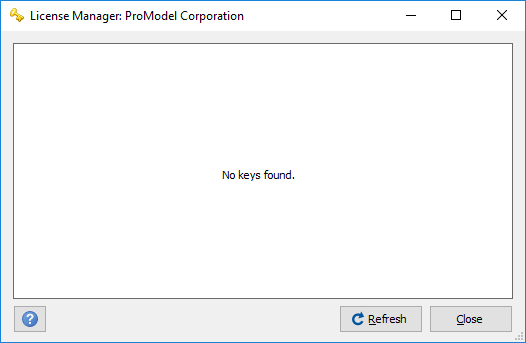 License Manager: ProModel Corporation
No keys found.
?
Refresh
Close